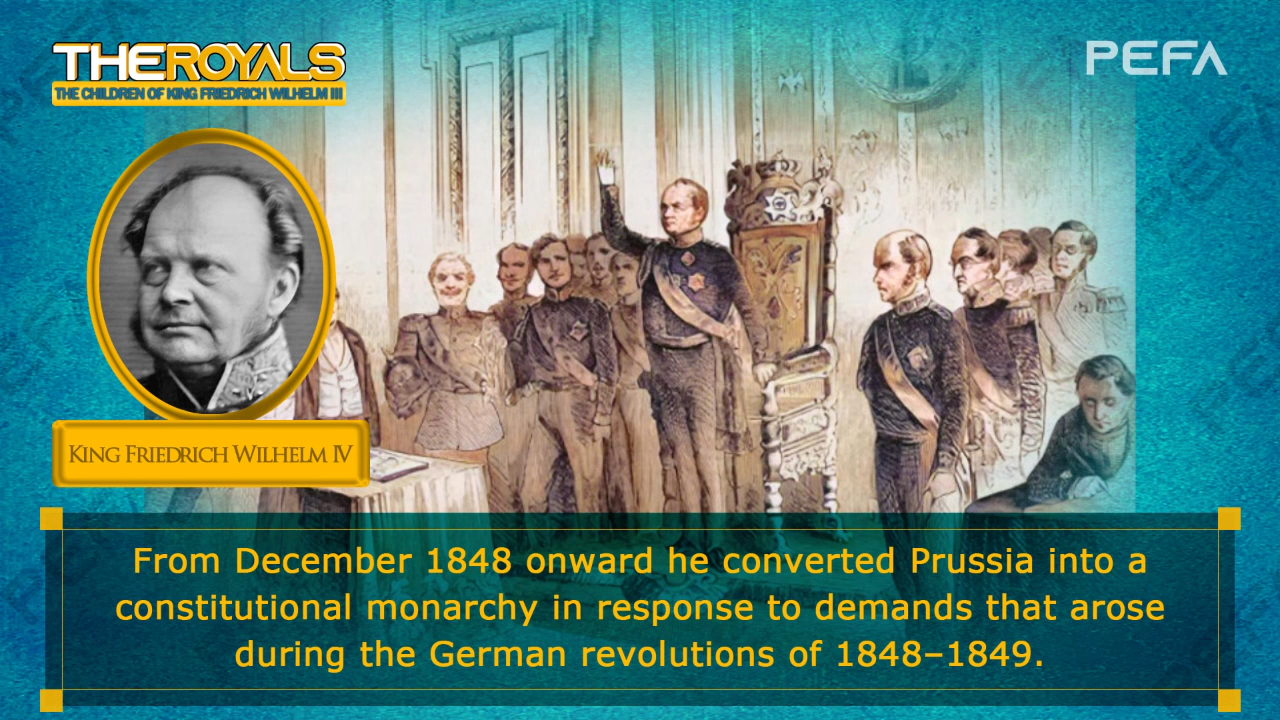 THEROYALS
THE CHILDREN OF KING FRIEDRICH WILHELM III
PEFA
KING FRIEDRICH WILHELM IV
From December 1848 onward he converted Prussia into a
constitutional monarchy in response to demands that arose
during the German revolutions of 1848–1849.